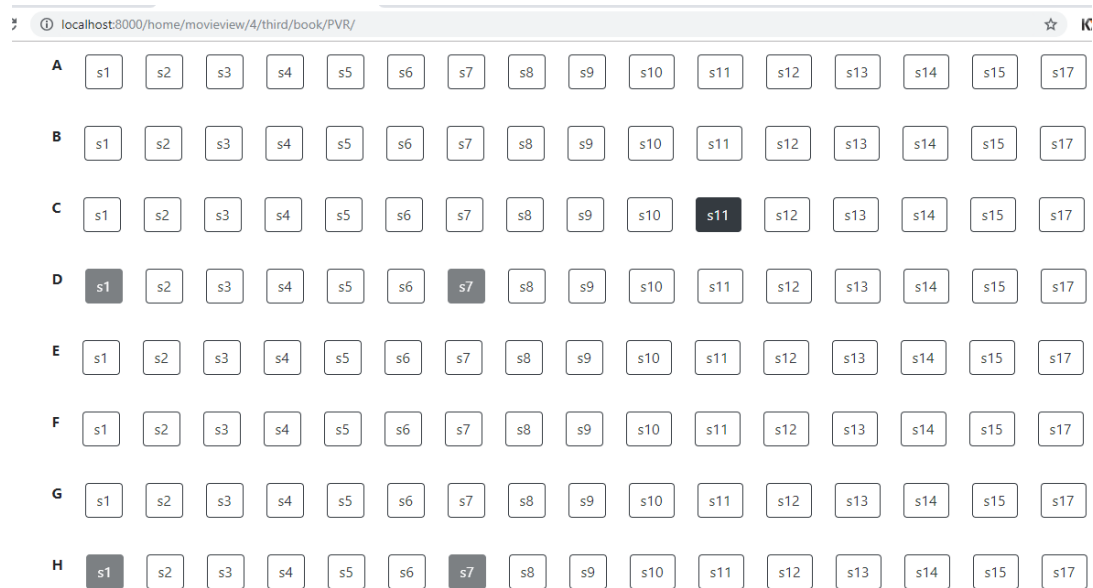 localhost:8000/home/movieview/4/third/book/PVR/
A s1 s2 s3 s4 s5 s6 s7 s8 s9 s10 s11 s12 s13 s14 s15 s17
B s1 s2 s3 s4 s5 s6 s7 s8 s9 s10 s11 s12 s13 s14 s15 s17
C s1 s2 s3 s4 s5 s6 s7 s8 s9 s10 s11 s12 s13 s14 s15 s17
D s1 s2 s3 s4 s5 s6 s7 s8 s9 s10 s11 s12 s13 s14 s15 s17
E s1 s2 s3 s4 s5 s6 s7 s8 s9 s10 s11 s12 s13 s14 s15 s17
F s1 s2 s3 s4 s5 s6 s7 s8 s9 s10 s11 s12 s13 s14 s15 s17
G s1 s2 s3 s4 s5 s6 s7 s8 s9 s10 s11 s12 s13 s14 s15 s17
H s1 s2 s3 s4 s5 s6 s7 s8 s9 s10 s11 s12 s13 s14 s15 s17